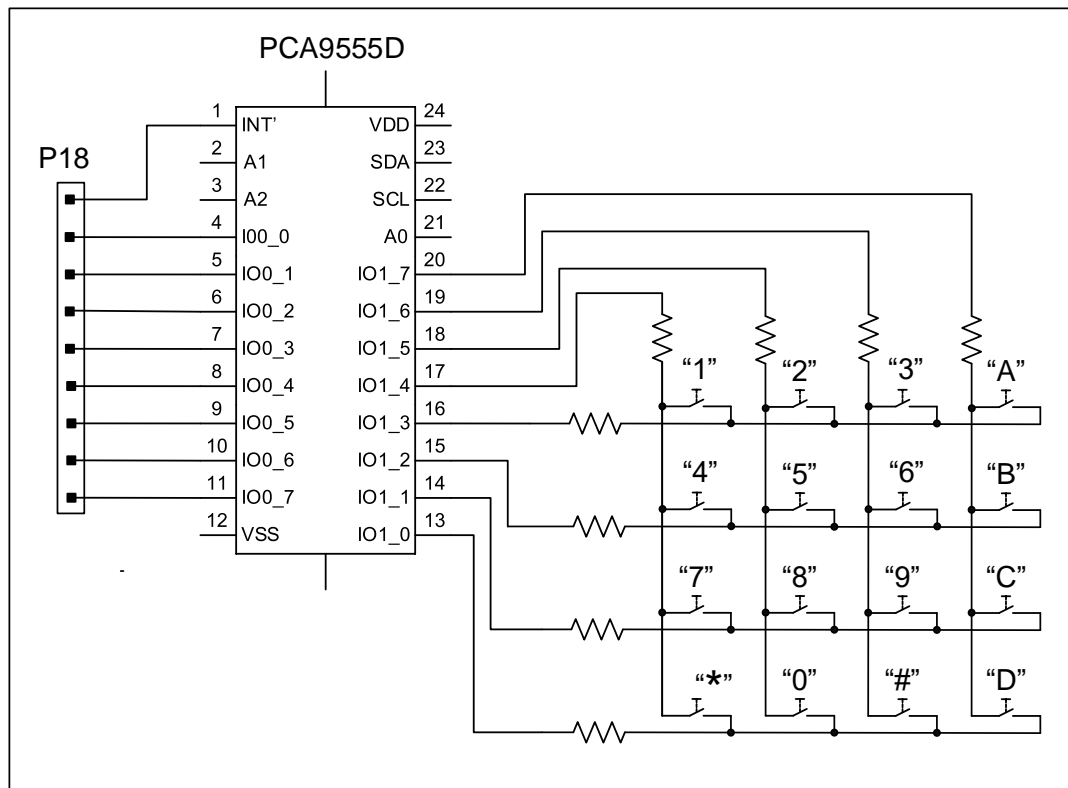 PCA9555D
P18
1 INT' VDD 24
2 A1 SDA 23
3 A2 SCL 22
4 I00_0 A0 21
5 IO0_1 IO1_7 20
6 IO0_2 IO1_6 19
7 IO0_3 IO1_5 18
8 IO0_4 IO1_4 17
9 IO0_5 IO1_3 16
10 IO0_6 IO1_2 15
11 IO0_7 IO1_1 14
12 VSS IO1_0 13
“1” “2” “3” “A”
“4” “5” “6” “B”
“7” “8” “9” “C”
“*” “0” “#” “D”